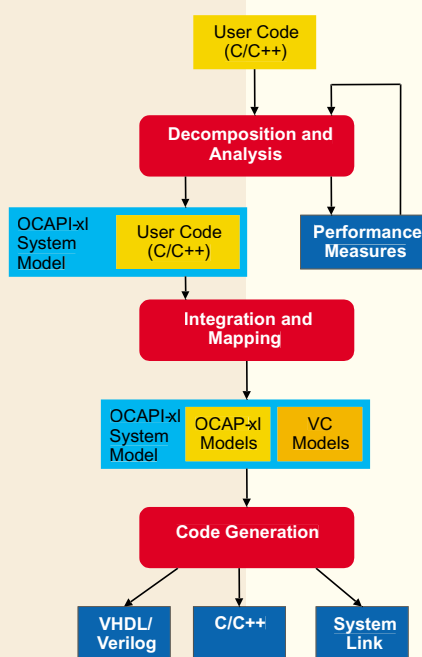 User Code
(C/C++)
Decomposition and
Analysis
OCAPI-xl
System
Model
User Code
(C/C++)
Performance
Measures
Integration and
Mapping
OCAPI-xl
System
Model
OCAP-xl
Models
VC
Models
Code Generation
VHDL/
Verilog
C/C++
System
Link